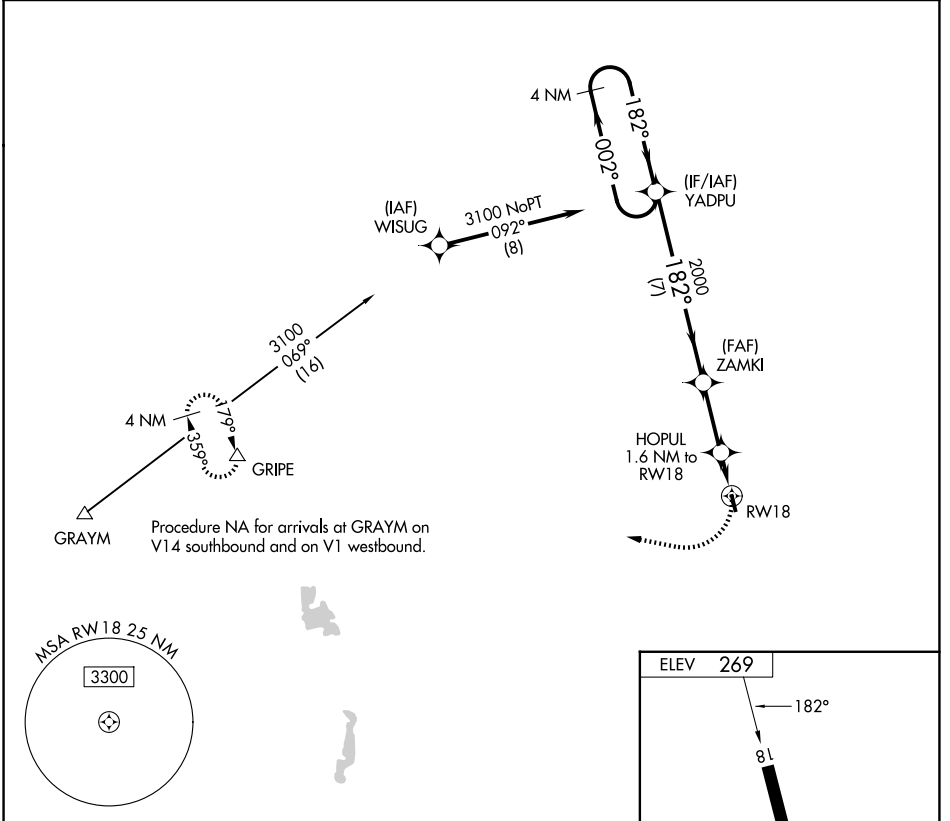 4 NM
182°
002°
(IF/IAF)
YADPU
(IAF)
WISUG
3100 NoPT
092°
(8)
2000
182°
(7)
3100
069°
(16)
(FAF)
ZAMKI
4 NM
179°
359°
GRIPE
HOPUL
1.6 NM to
RW18
RW18
GRAYM
Procedure NA for arrivals at GRAYM on
V14 southbound and on V1 westbound.
MSA RW18 25 NM
3300
ELEV 269
182°
18